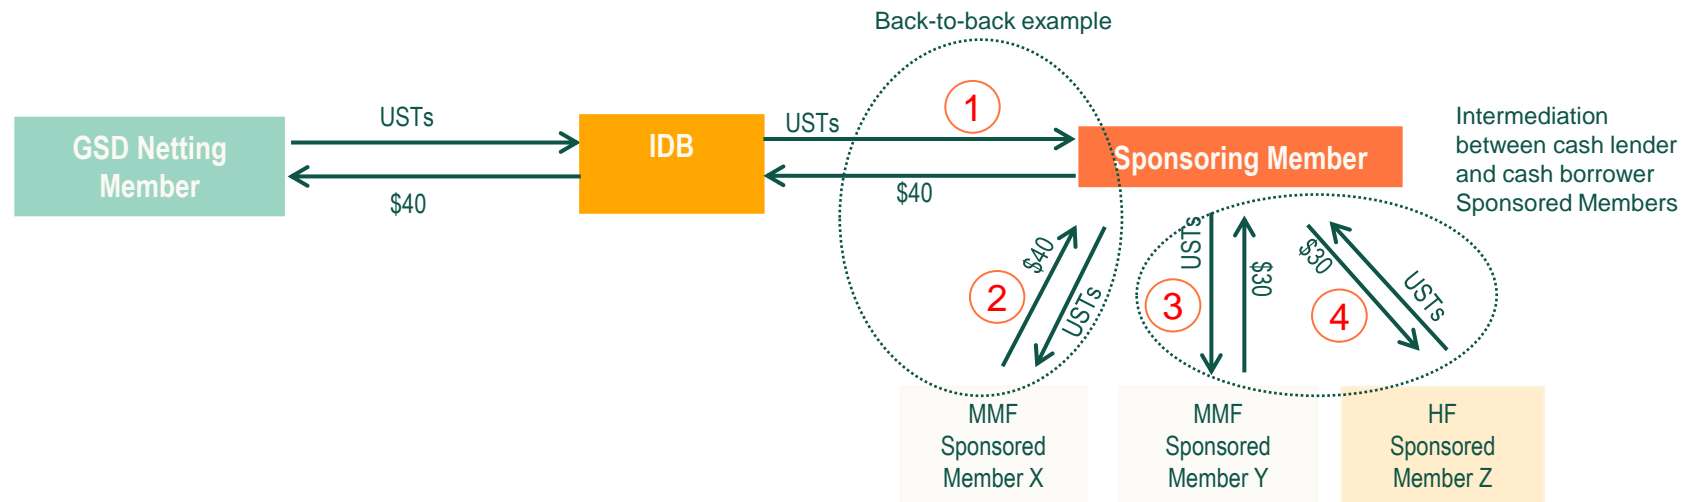 Back-to-back example
USTs
GSD Netting
Member
$40
IDB
USTs
1
$40
Sponsoring Member
Intermediation
between cash lender
and cash borrower
Sponsored Members
2
$40
USTs
USTs
3
$30
$30
4
USTs
MMF
Sponsored
Member X
MMF
Sponsored
Member Y
HF
Sponsored
Member Z